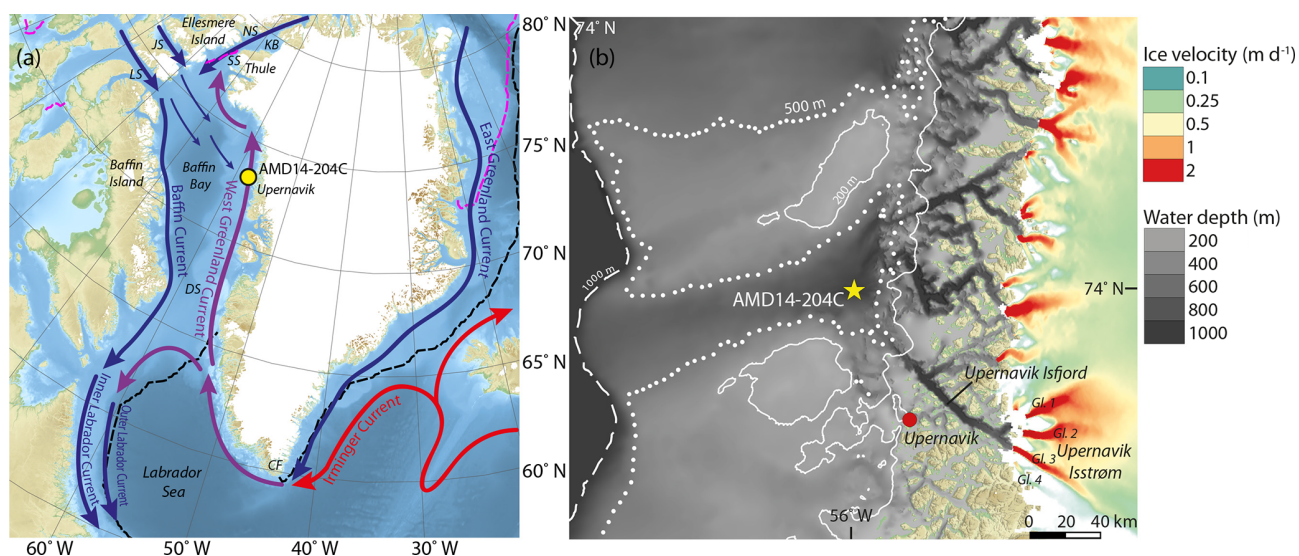 (a)
Ellesmere
Island
NS
KB
JS
SS
LS
Thule
Baffin
Island
Baffin
Bay
AMD14-204C
Upernavik
Baffin Current
West Greenland Current
East Greenland Current
DS
Inner Labrador Current
Outer Labrador Current
Labrador
Sea
CF
Irminger Current
80° N
75° N
70° N
65° N
60° N
60° W
50° W
40° W
30° W
74° N
(b)
500 m
200 m
1000 m
AMD14-204C
74° N
Upernavik Isfjord
Upernavik
Gl. 1
Gl. 2
Gl. 3
Gl. 4
Upernavik
Isstrøm
56° W
0 20 40 km
Ice velocity (m d⁻¹)
0.1
0.25
0.5
1
2
Water depth (m)
200
400
600
800
1000